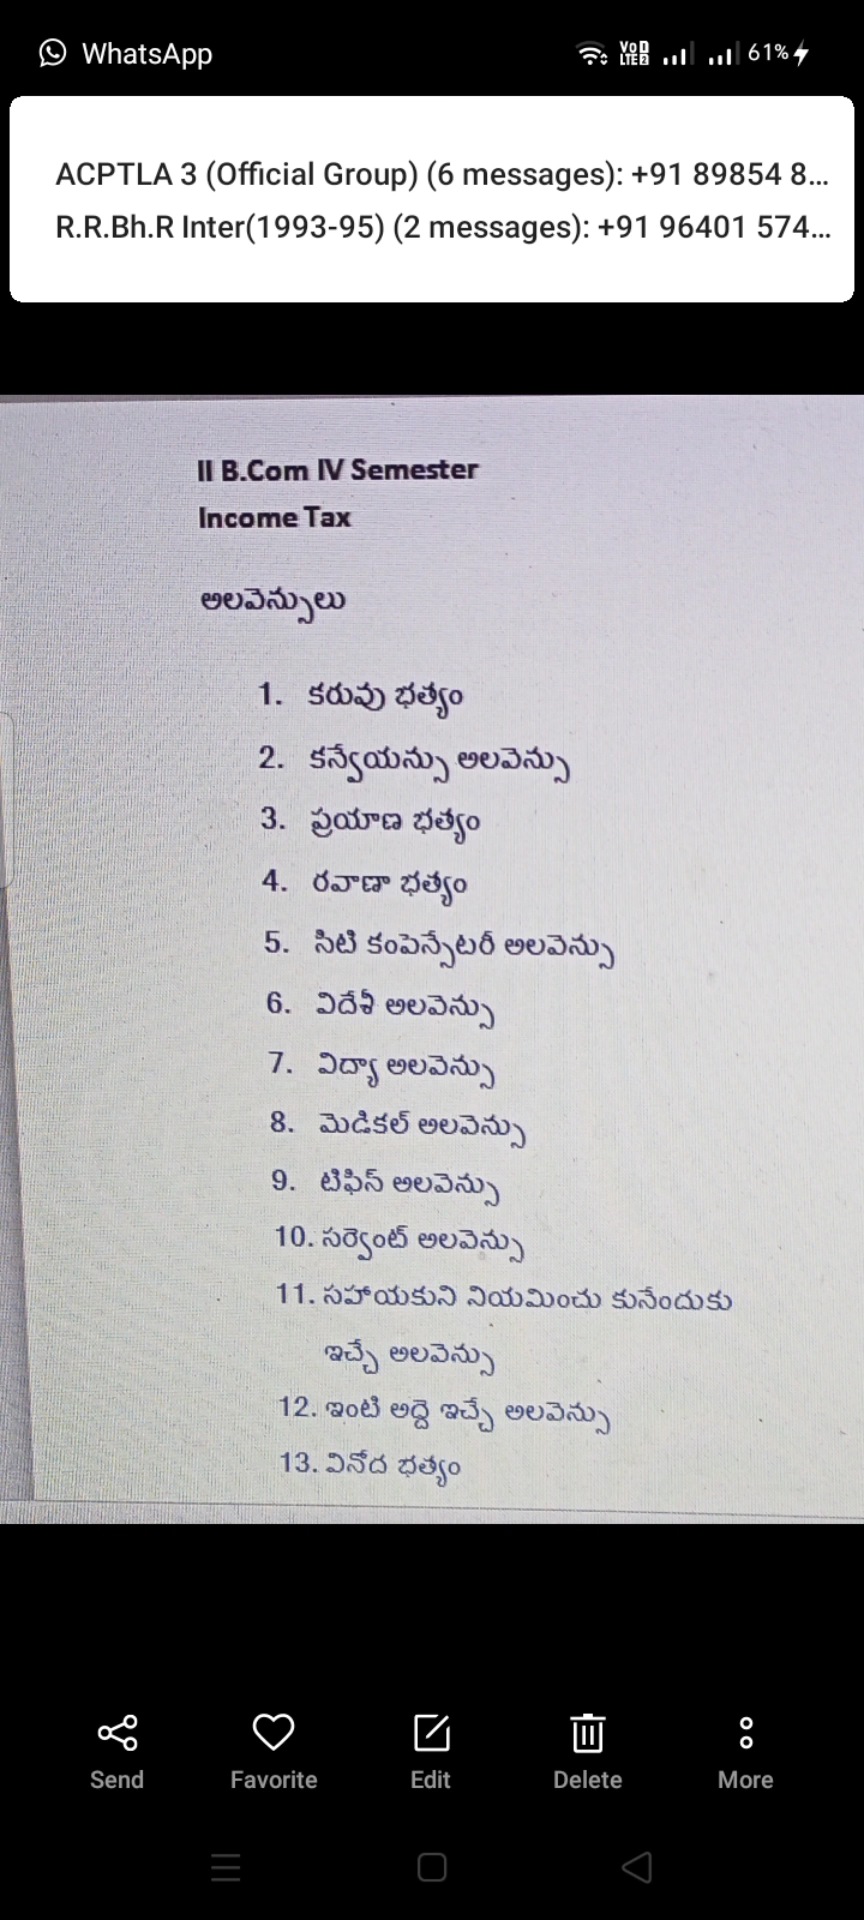 WhatsApp
VoD LTE2 61%
ACPTLA 3 (Official Group) (6 messages): +91 89854 8...
R.R.Bh.R Inter(1993-95) (2 messages): +91 96401 574...
II B.Com IV Semester
Income Tax
అలవెన్సులు
1. కరువు భత్యం
2. కన్వేయన్సు అలవెన్సు
3. ప్రయాణ భత్యం
4. రవాణా భత్యం
5. సిటి కంపెన్సేటరీ అలవెన్సు
6. విదేశీ అలవెన్సు
7. విద్యా అలవెన్సు
8. మెడికల్ అలవెన్సు
9. టిఫిన్ అలవెన్సు
10. సర్వెంట్ అలవెన్సు
11. సహాయకుని నియమించు కునేందుకు
ఇచ్చే అలవెన్సు
12. ఇంటి అద్దె ఇచ్చే అలవెన్సు
13. వినోద భత్యం
Send Favorite Edit Delete More